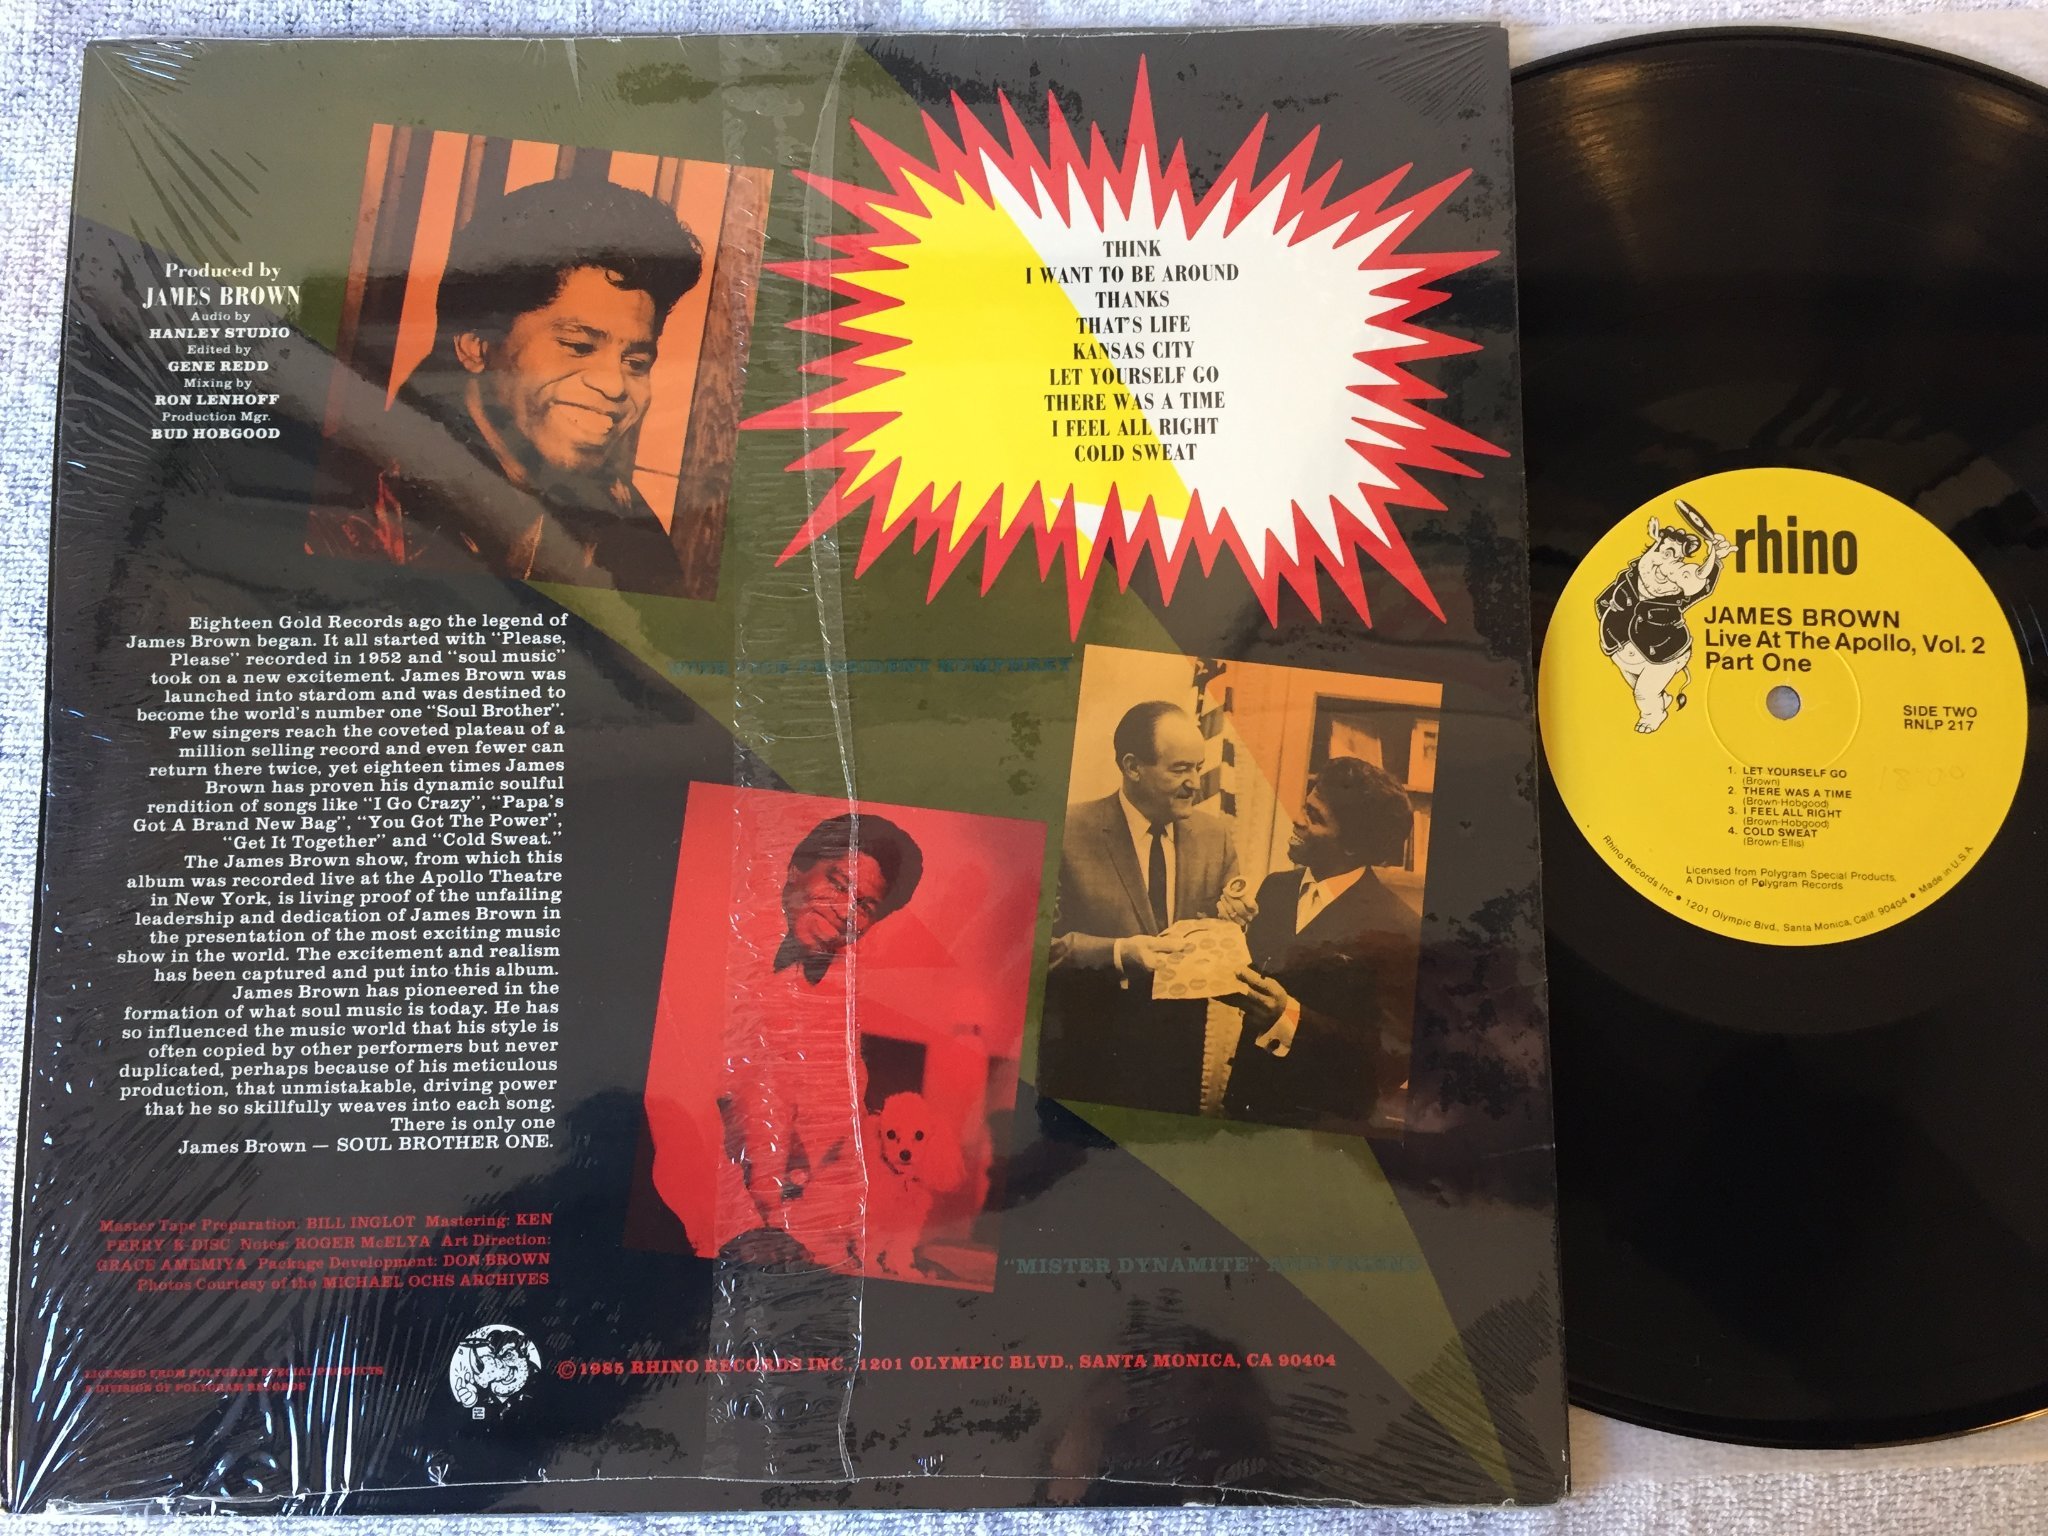 Produced by
JAMES BROWN
Audio by
HANLEY STUDIO
Edited by
GENE REDD
Mixing by
RON LENHOFF
Production Mgr.
BUD HOBGOOD
THINK
I WANT TO BE AROUND
THANKS
THAT'S LIFE
KANSAS CITY
LET YOURSELF GO
THERE WAS A TIME
I FEEL ALL RIGHT
COLD SWEAT
Eighteen Gold Records ago the legend of
James Brown began. It all started with "Please,
Please" recorded in 1952 and "soul music"
took on a new excitement. James Brown was
launched into stardom and was destined to
become the world's number one "Soul Brother".
Few singers reach the coveted plateau of a
million selling record and even fewer can
return there twice, yet eighteen times James
Brown has proven his dynamic soulful
rendition of songs like "I Go Crazy", "Papa's
Got A Brand New Bag", "You Got The Power",
"Get It Together" and "Cold Sweat."
The James Brown show, from which this
album was recorded live at the Apollo Theatre
in New York, is living proof of the unfailing
leadership and dedication of James Brown in
the presentation of the most exciting music
show in the world. The excitement and realism
has been captured and put into this album.
James Brown has pioneered in the
formation of what soul music is today. He has
so influenced the music world that his style is
often copied by other performers but never
duplicated, perhaps because of his meticulous
production, that unmistakable, driving power
that he so skillfully weaves into each song.
There is only one
James Brown — SOUL BROTHER ONE.
WITH VICE PRESIDENT HUMPHREY
"MISTER DYNAMITE" AND FRIEND
Master Tape Preparation: BILL INGLOT Mastering: KEN
PERRY K-DISC Notes: ROGER McELYA Art Direction:
GRACE AMEMIYA Package Development: DON BROWN
Photos Courtesy of the MICHAEL OCHS ARCHIVES
LICENSED FROM POLYGRAM SPECIAL PRODUCTS,
A DIVISION OF POLYGRAM RECORDS
©1985 RHINO RECORDS INC., 1201 OLYMPIC BLVD., SANTA MONICA, CA 90404
rhino
JAMES BROWN
Live At The Apollo, Vol. 2
Part One
SIDE TWO
RNLP 217
1. LET YOURSELF GO
(Brown)
2. THERE WAS A TIME
(Brown-Hobgood)
3. I FEEL ALL RIGHT
(Brown-Hobgood)
4. COLD SWEAT
(Brown-Ellis)
Licensed from Polygram Special Products,
A Division of Polygram Records
Rhino Records Inc • 1201 Olympic Blvd., Santa Monica, Calif. 90404 • Made in U.S.A.